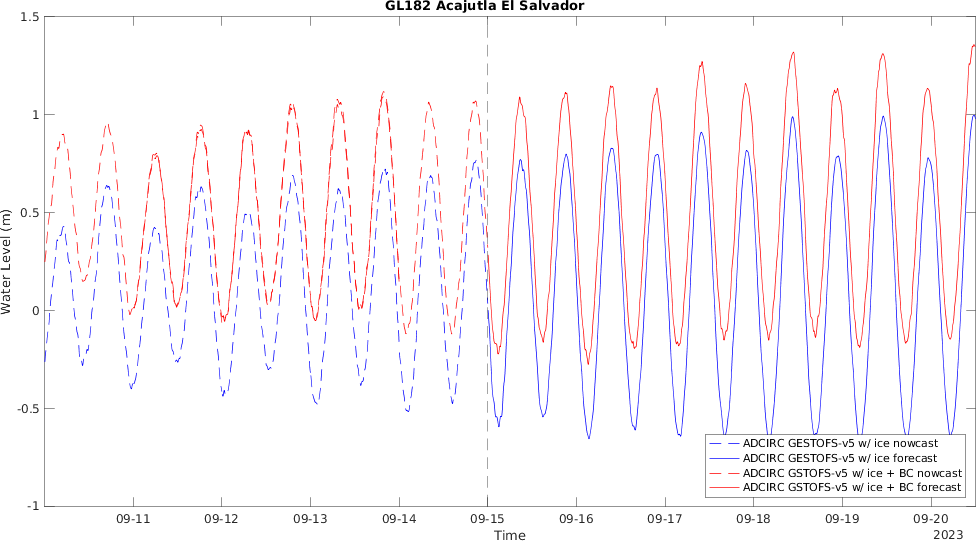 GL182 Acajutla El Salvador
1.5
1
0.5
0
-0.5
-1
Water Level (m)
09-11 09-12 09-13 09-14 09-15 09-16 09-17 09-18 09-19 09-20
Time
2023
ADCIRC GESTOFS-v5 w/ ice nowcast
ADCIRC GESTOFS-v5 w/ ice forecast
ADCIRC GSTOFS-v5 w/ ice + BC nowcast
ADCIRC GSTOFS-v5 w/ ice + BC forecast